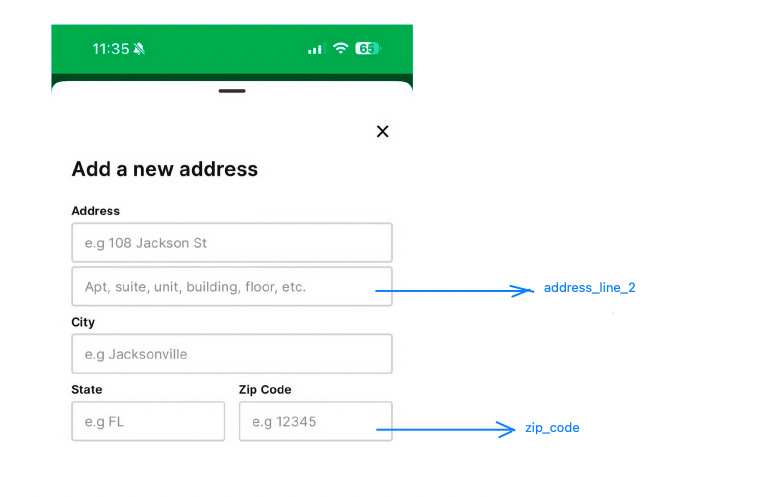 11:35
65
Add a new address
Address
e.g 108 Jackson St
Apt, suite, unit, building, floor, etc.
address_line_2
City
e.g Jacksonville
State
Zip Code
e.g FL
e.g 12345
zip_code